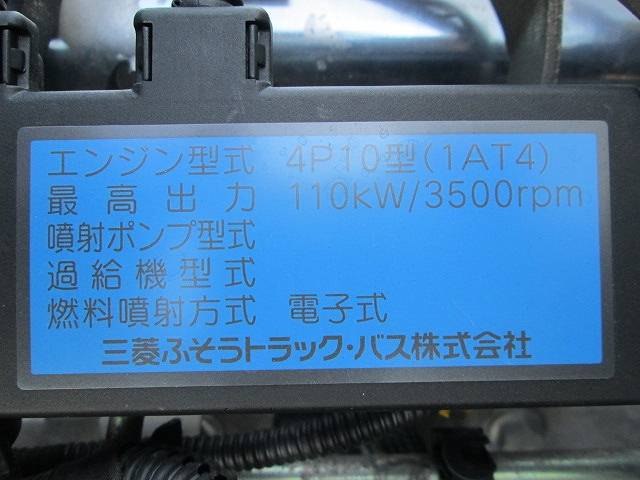 エンジン型式 4P10型(1AT4)
最高出力 110kW/3500rpm
噴射ポンプ型式
過給機型式
燃料噴射方式 電子式
三菱ふそうトラック・バス株式会社